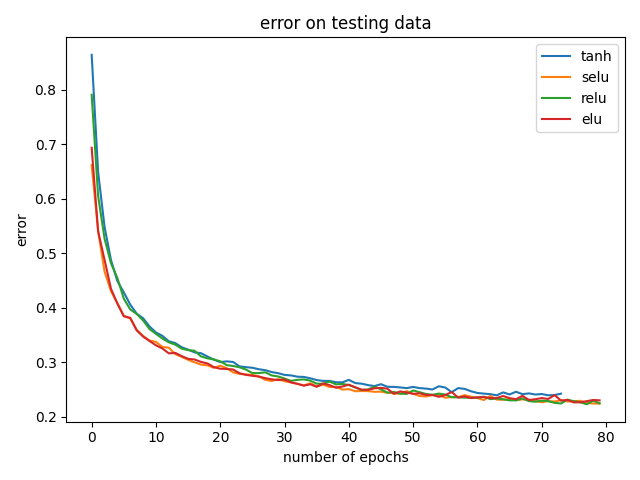 error on testing data
tanh
selu
relu
elu
error
0.8
0.7
0.6
0.5
0.4
0.3
0.2
0 10 20 30 40 50 60 70 80
number of epochs